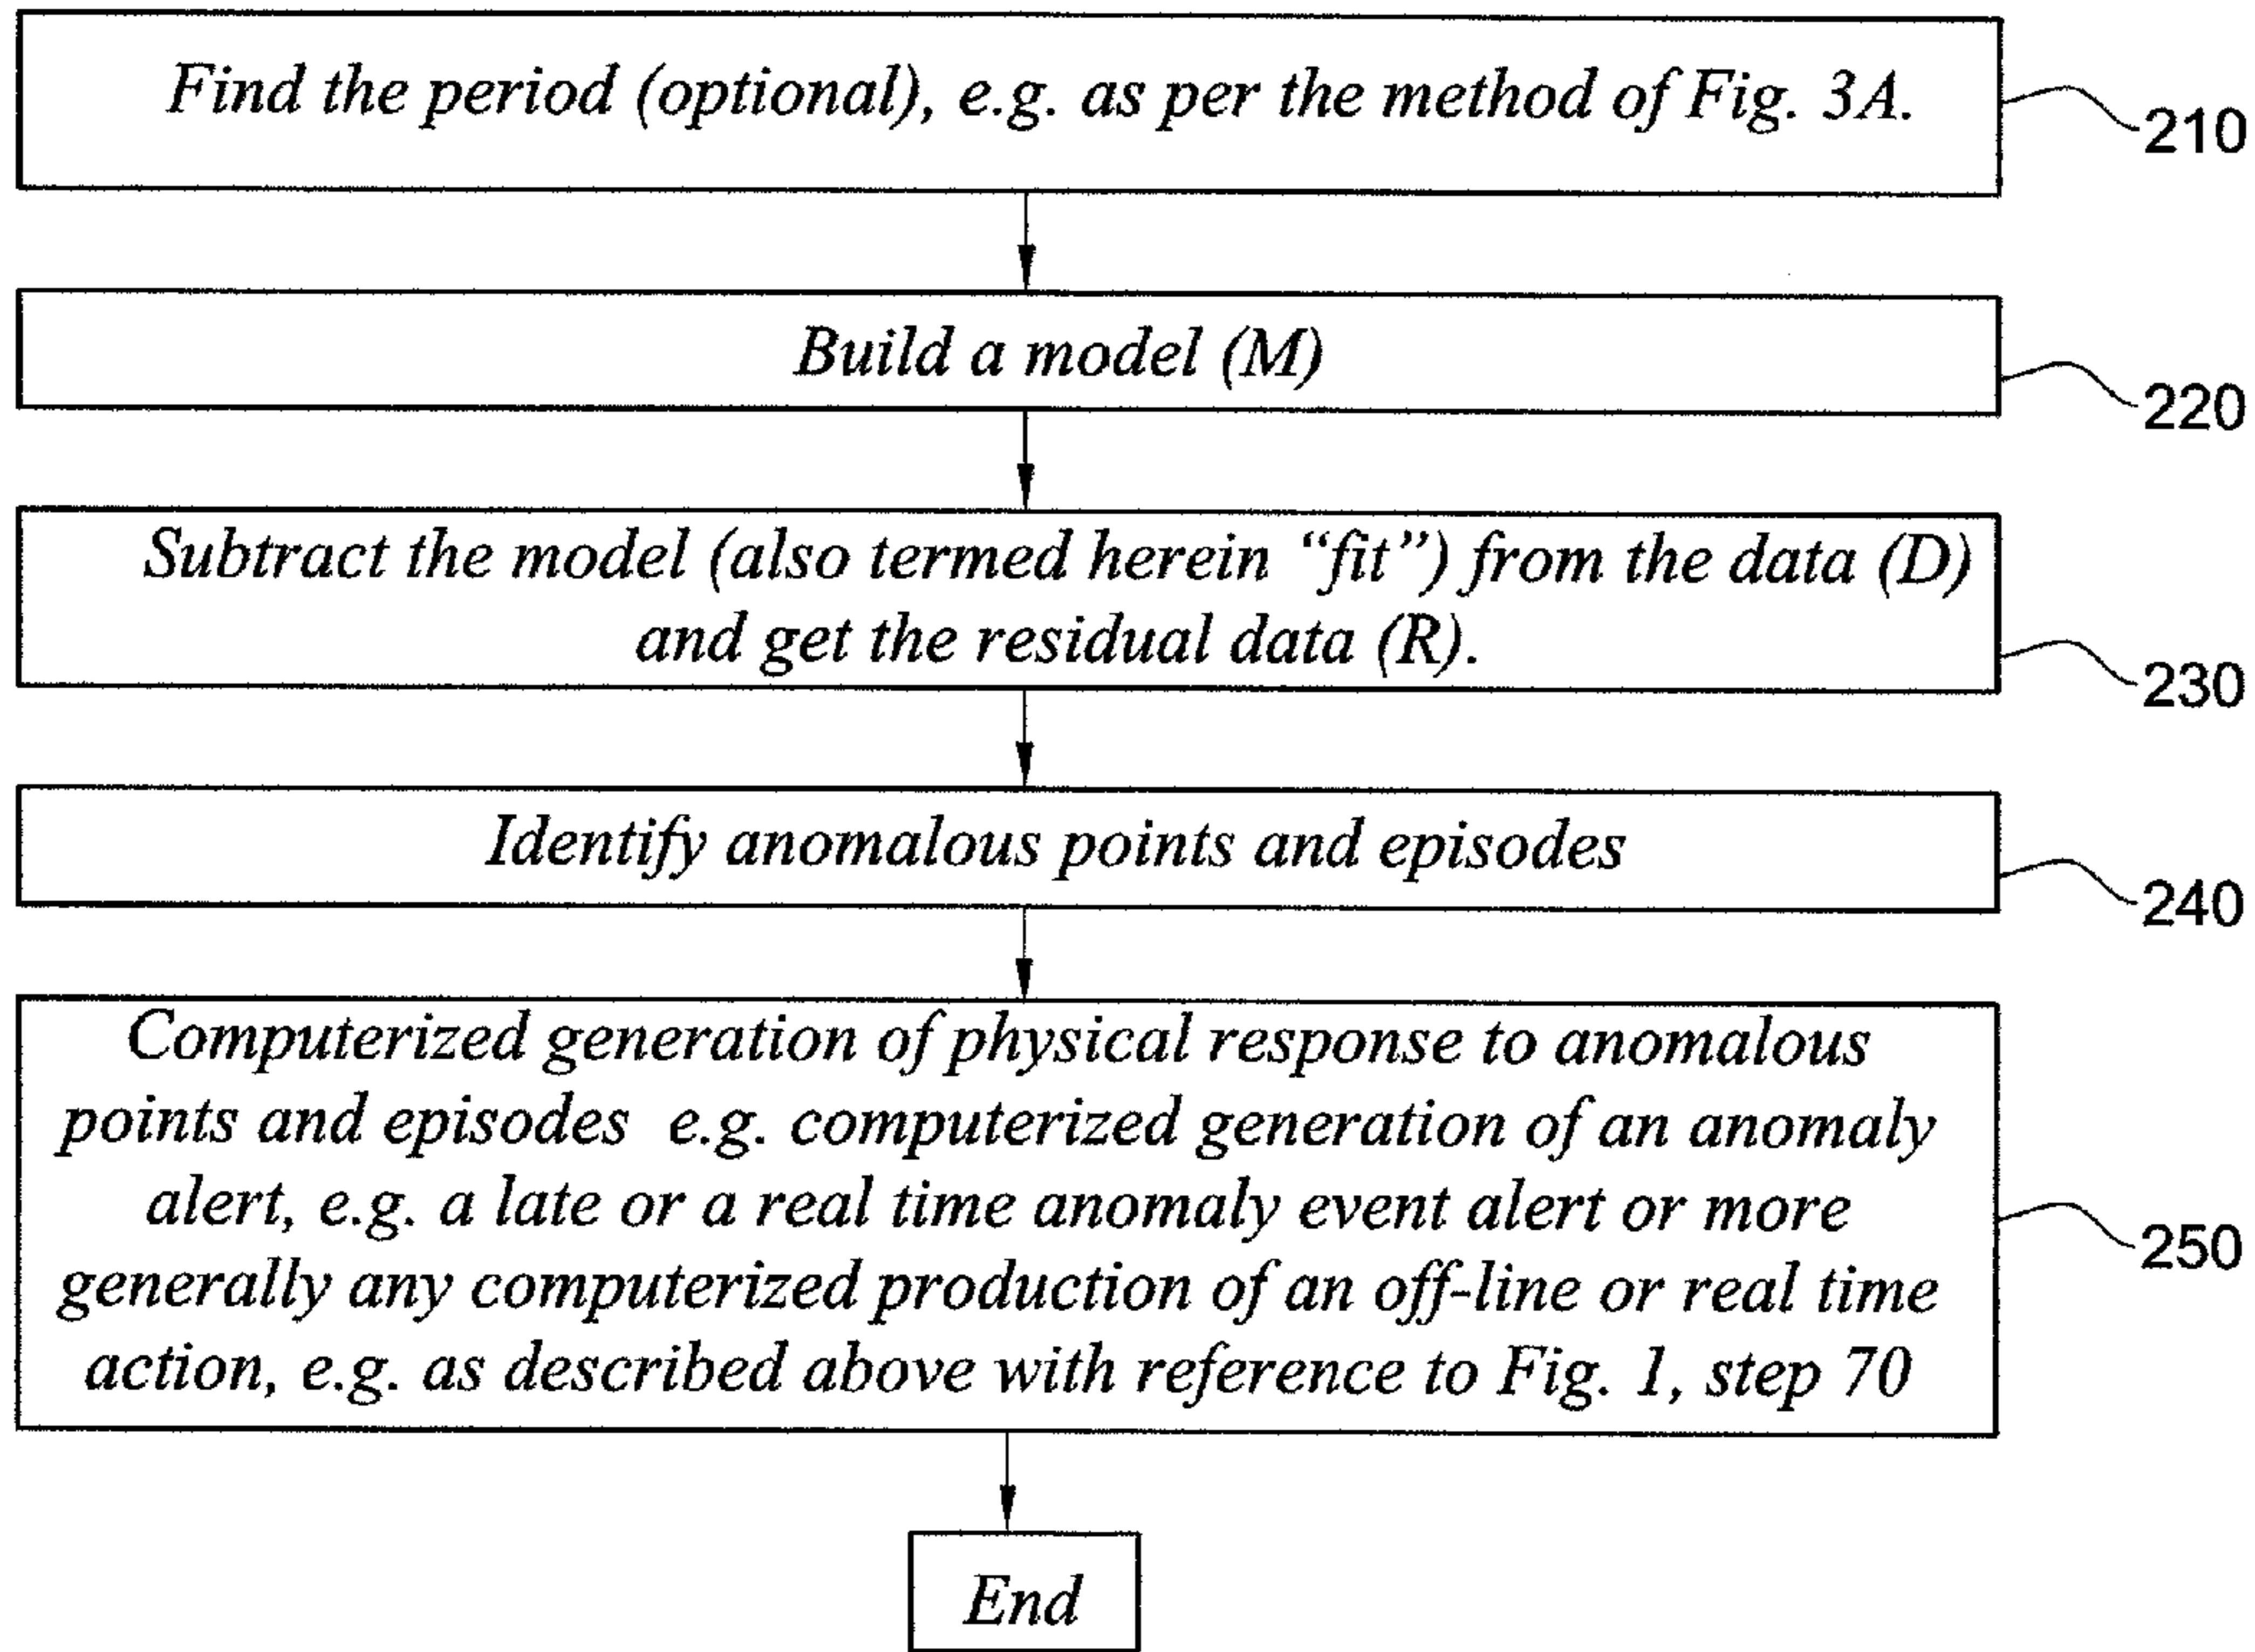 Find the period (optional), e.g. as per the method of Fig. 3A.
210
Build a model (M)
220
Subtract the model (also termed herein “fit”) from the data (D)
and get the residual data (R).
230
Identify anomalous points and episodes
240
Computerized generation of physical response to anomalous
points and episodes e.g. computerized generation of an anomaly
alert, e.g. a late or a real time anomaly event alert or more
generally any computerized production of an off-line or real time
action, e.g. as described above with reference to Fig. 1, step 70
250
End